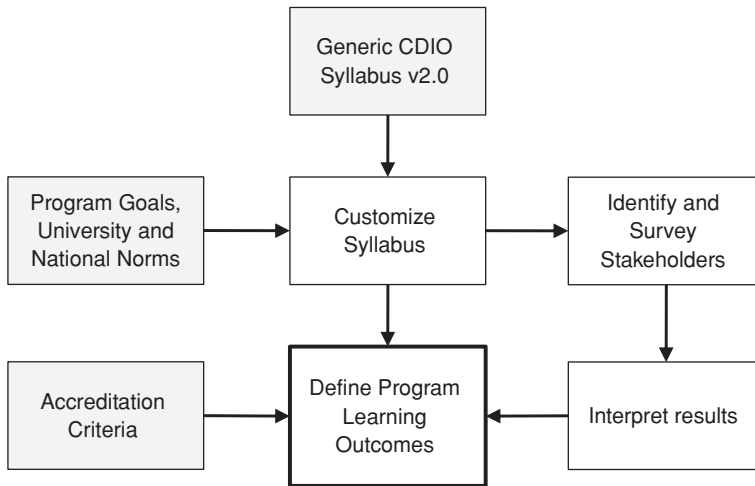 Generic CDIO
Syllabus v2.0
Program Goals,
University and
National Norms
Customize
Syllabus
Identify and
Survey
Stakeholders
Accreditation
Criteria
Define Program
Learning
Outcomes
Interpret results